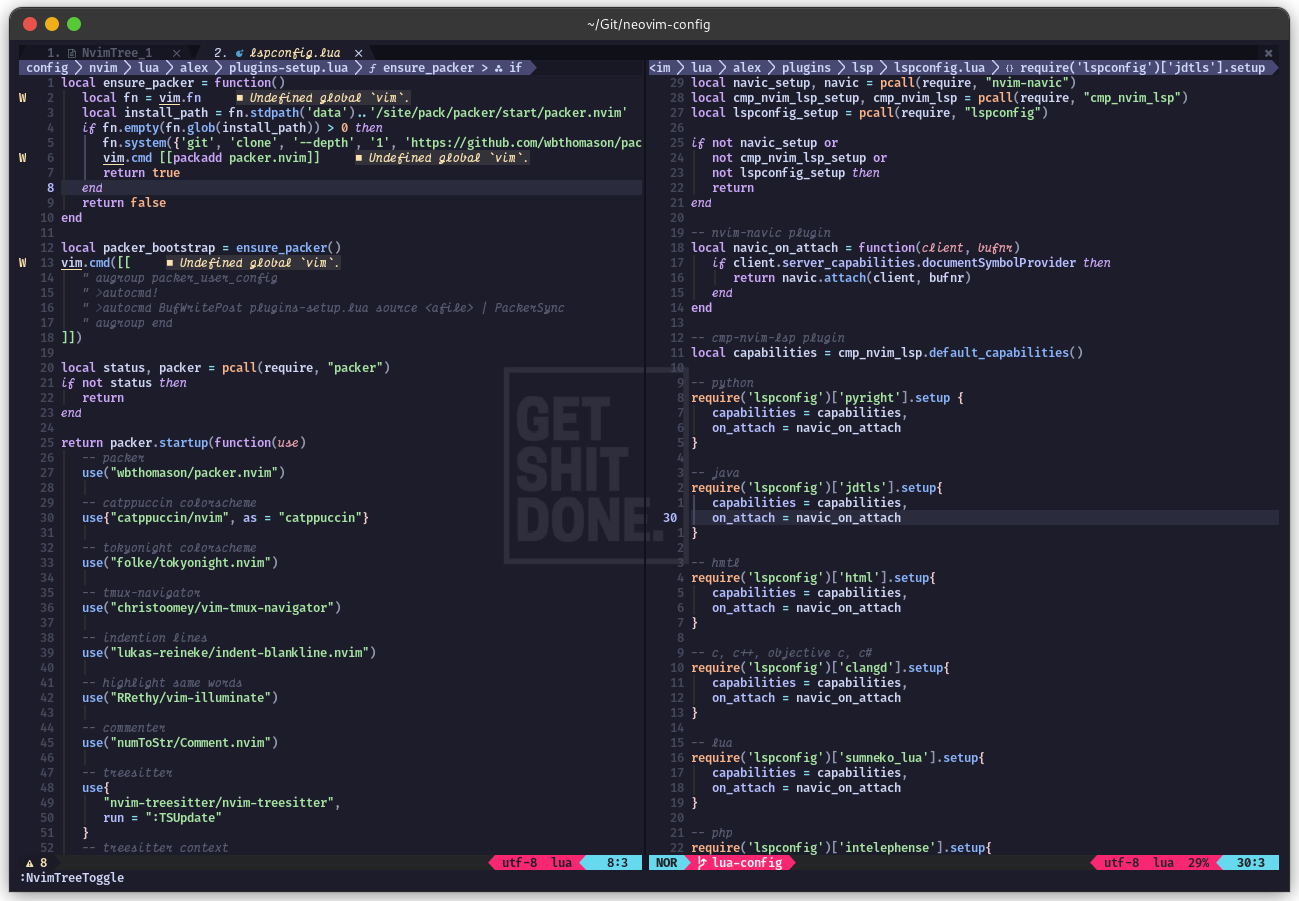 ~/Git/neovim-config
1. NvimTree_1 × 2. lspconfig.lua ×
config > nvim > lua > alex > plugins-setup.lua > ƒ ensure_packer > if
1 local ensure_packer = function()
W 2 local fn = vim.fn ■ Undefined global `vim`.
3 local install_path = fn.stdpath('data')..'/site/pack/packer/start/packer.nvim'
4 if fn.empty(fn.glob(install_path)) > 0 then
5 fn.system({'git', 'clone', '--depth', '1', 'https://github.com/wbthomason/pac
W 6 vim.cmd [[packadd packer.nvim]] ■ Undefined global `vim`.
7 return true
8 end
9 return false
10 end
11
12 local packer_bootstrap = ensure_packer()
W 13 vim.cmd([[ ■ Undefined global `vim`.
14 " augroup packer_user_config
15 " >autocmd!
16 " >autocmd BufWritePost plugins-setup.lua source <afile> | PackerSync
17 " augroup end
18 ]])
19
20 local status, packer = pcall(require, "packer")
21 if not status then
22 return
23 end
24
25 return packer.startup(function(use)
26 -- packer
27 use("wbthomason/packer.nvim")
28
29 -- catppuccin colorscheme
30 use{"catppuccin/nvim", as = "catppuccin"}
31
32 -- tokyonight colorscheme
33 use("folke/tokyonight.nvim")
34
35 -- tmux-navigator
36 use("christoomey/vim-tmux-navigator")
37
38 -- indention lines
39 use("lukas-reineke/indent-blankline.nvim")
40
41 -- highlight same words
42 use("RRethy/vim-illuminate")
43
44 -- commenter
45 use("numToStr/Comment.nvim")
46
47 -- treesitter
48 use{
49 "nvim-treesitter/nvim-treesitter",
50 run = ":TSUpdate"
51 }
52 -- treesitter context
8 utf-8 lua 8:3
:NvimTreeToggle
<im > lua > alex > plugins > lsp > lspconfig.lua > {} require('lspconfig')['jdtls'].setup
29 local navic_setup, navic = pcall(require, "nvim-navic")
28 local cmp_nvim_lsp_setup, cmp_nvim_lsp = pcall(require, "cmp_nvim_lsp")
27 local lspconfig_setup = pcall(require, "lspconfig")
26
25 if not navic_setup or
24 not cmp_nvim_lsp_setup or
23 not lspconfig_setup then
22 return
21 end
20
19 -- nvim-navic plugin
18 local navic_on_attach = function(client, bufnr)
17 if client.server_capabilities.documentSymbolProvider then
16 return navic.attach(client, bufnr)
15 end
14 end
13
12 -- cmp-nvim-lsp plugin
11 local capabilities = cmp_nvim_lsp.default_capabilities()
10
9 -- python
8 require('lspconfig')['pyright'].setup {
7 capabilities = capabilities,
6 on_attach = navic_on_attach
5 }
4
3 -- java
2 require('lspconfig')['jdtls'].setup{
1 capabilities = capabilities,
30 on_attach = navic_on_attach
1 }
2
3 -- hmtl
4 require('lspconfig')['html'].setup{
5 capabilities = capabilities,
6 on_attach = navic_on_attach
7 }
8
9 -- c, c++, objective c, c#
10 require('lspconfig')['clangd'].setup{
11 capabilities = capabilities,
12 on_attach = navic_on_attach
13 }
14
15 -- lua
16 require('lspconfig')['sumneko_lua'].setup{
17 capabilities = capabilities,
18 on_attach = navic_on_attach
19 }
20
21 -- php
22 require('lspconfig')['intelephense'].setup{
NOR lua-config utf-8 lua 29% 30:3
GET
SHIT
DONE.